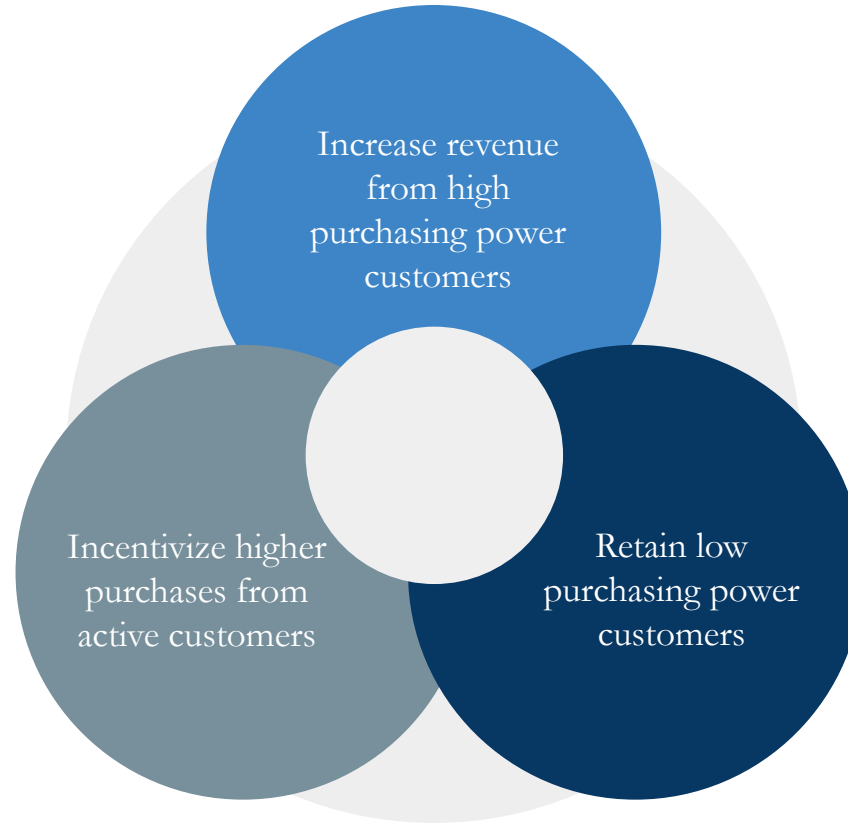 Increase revenue
from high
purchasing power
customers
Incentivize higher
purchases from
active customers
Retain low
purchasing power
customers